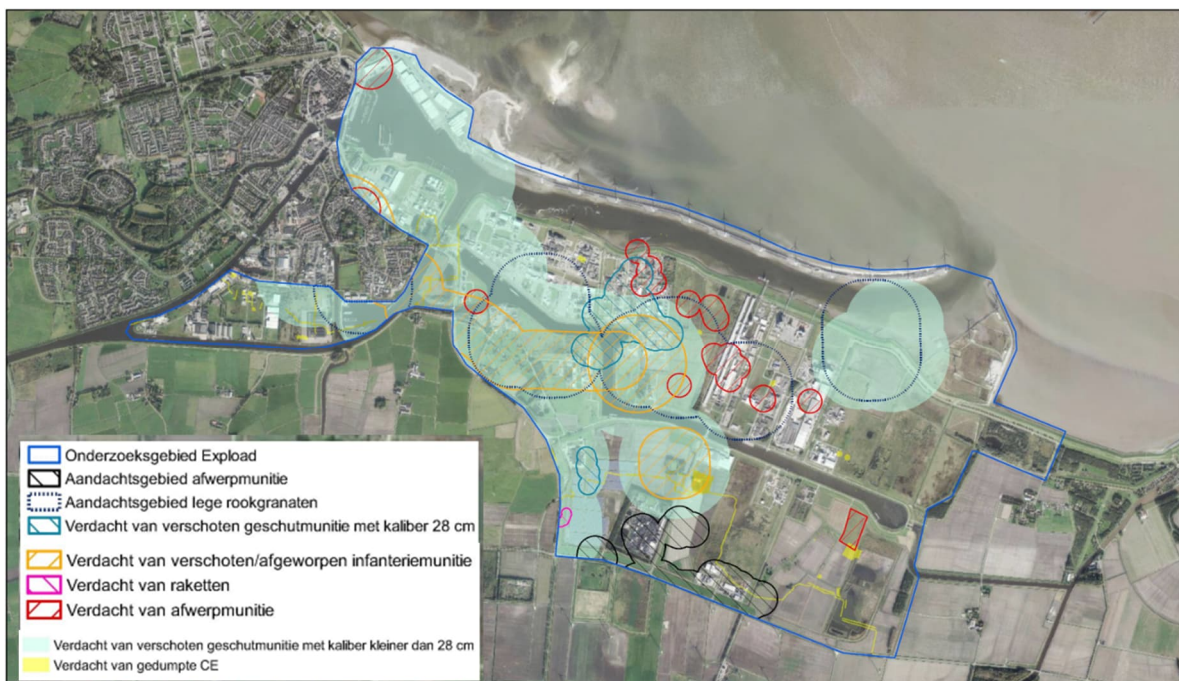 Onderzoeksgebied Expload
Aandachtsgebied afwerpmunitie
Aandachtsgebied lege rookgranaten
Verdacht van verschoten geschutmunitie met kaliber 28 cm
Verdacht van verschoten/afgeworpen infanteriemunitie
Verdacht van raketten
Verdacht van afwerpmunitie
Verdacht van verschoten geschutmunitie met kaliber kleiner dan 28 cm
Verdacht van gedumpte CE